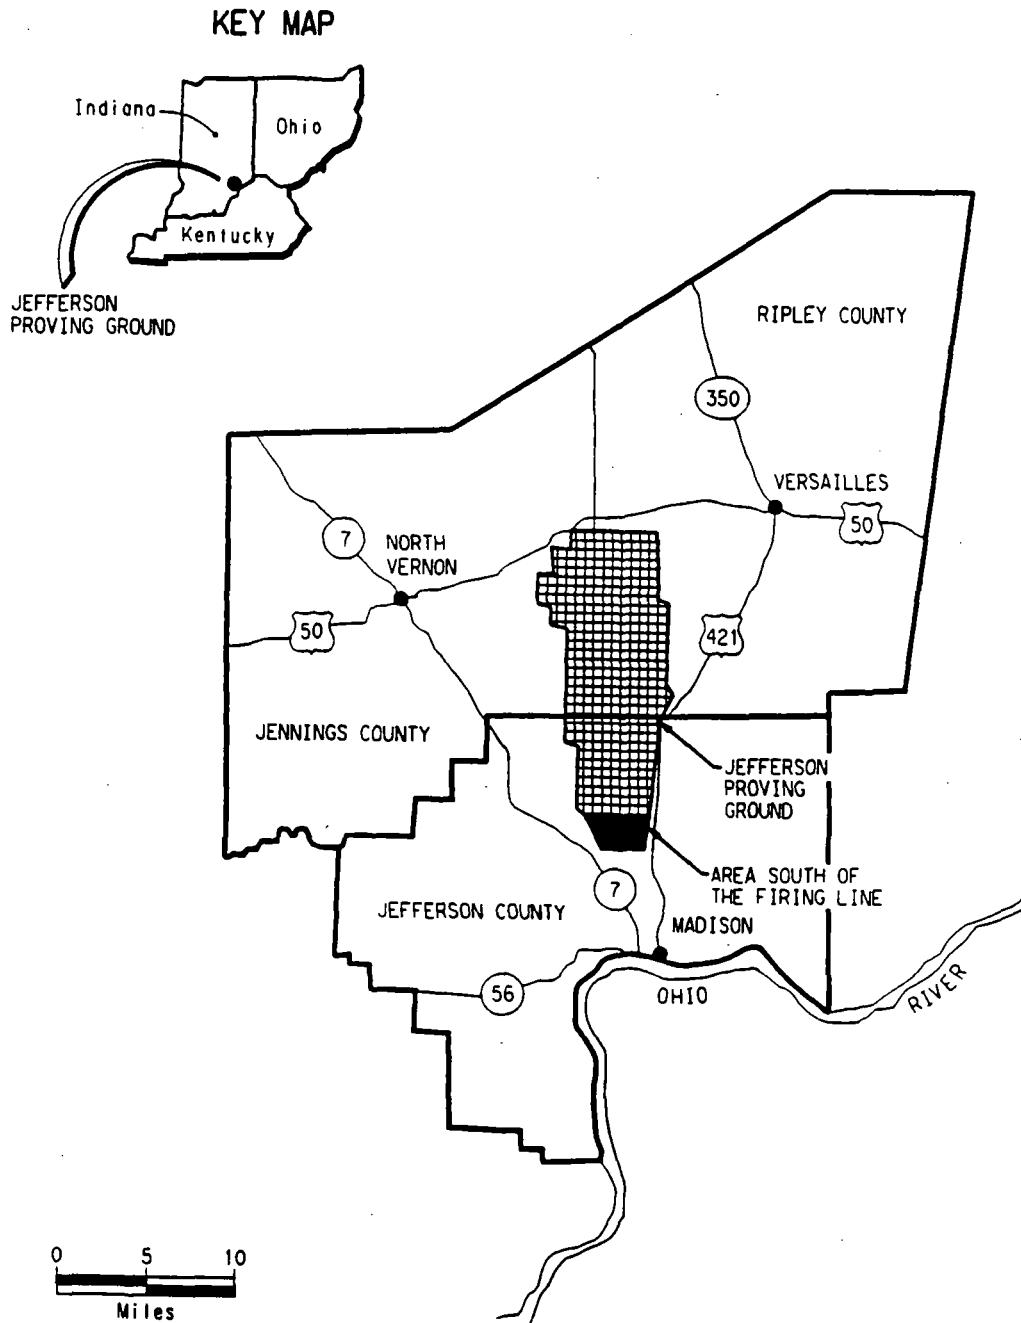 KEY MAP
Indiana
Ohio
Kentucky
JEFFERSON
PROVING GROUND
RIPLEY COUNTY
350
VERSAILLES
50
7
NORTH
VERNON
50
421
JENNINGS COUNTY
JEFFERSON
PROVING
GROUND
AREA SOUTH OF
THE FIRING LINE
7
JEFFERSON COUNTY
MADISON
56
OHIO
RIVER
0 5 10
Miles